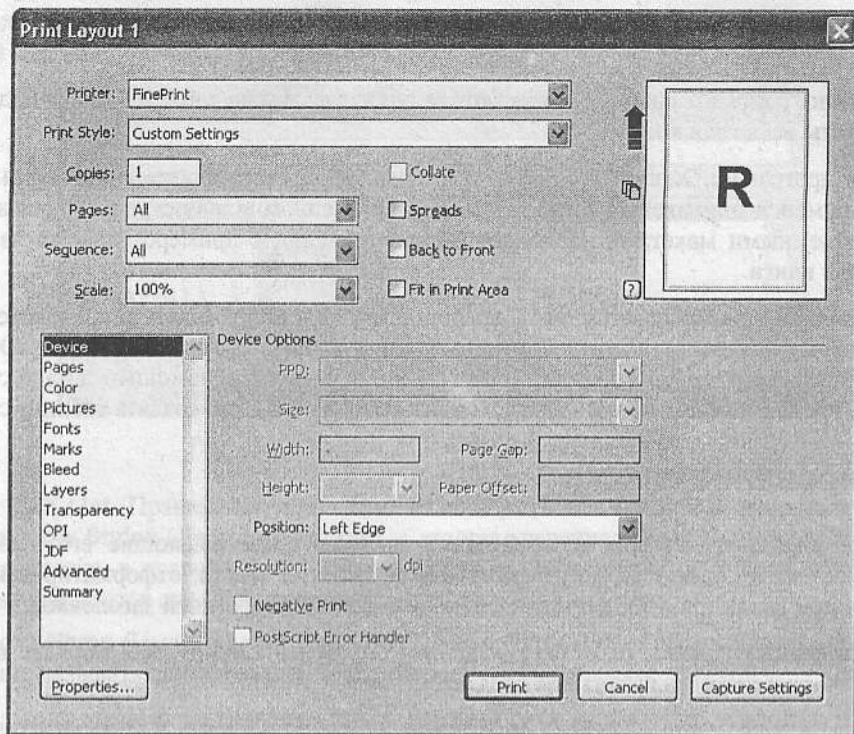 Print Layout 1
Printer: FinePrint
Print Style: Custom Settings
Copies: 1 Collate
Pages: All Spreads
Sequence: All Back to Front
Scale: 100% Fit in Print Area
R
?
Device
Pages
Color
Pictures
Fonts
Marks
Bleed
Layers
Transparency
OPI
JDF
Advanced
Summary
Device Options
PPD:
Size:
Width: Page Gap:
Height: Paper Offset:
Position: Left Edge
Resolution: dpi
Negative Print
PostScript Error Handler
Properties... Print Cancel Capture Settings